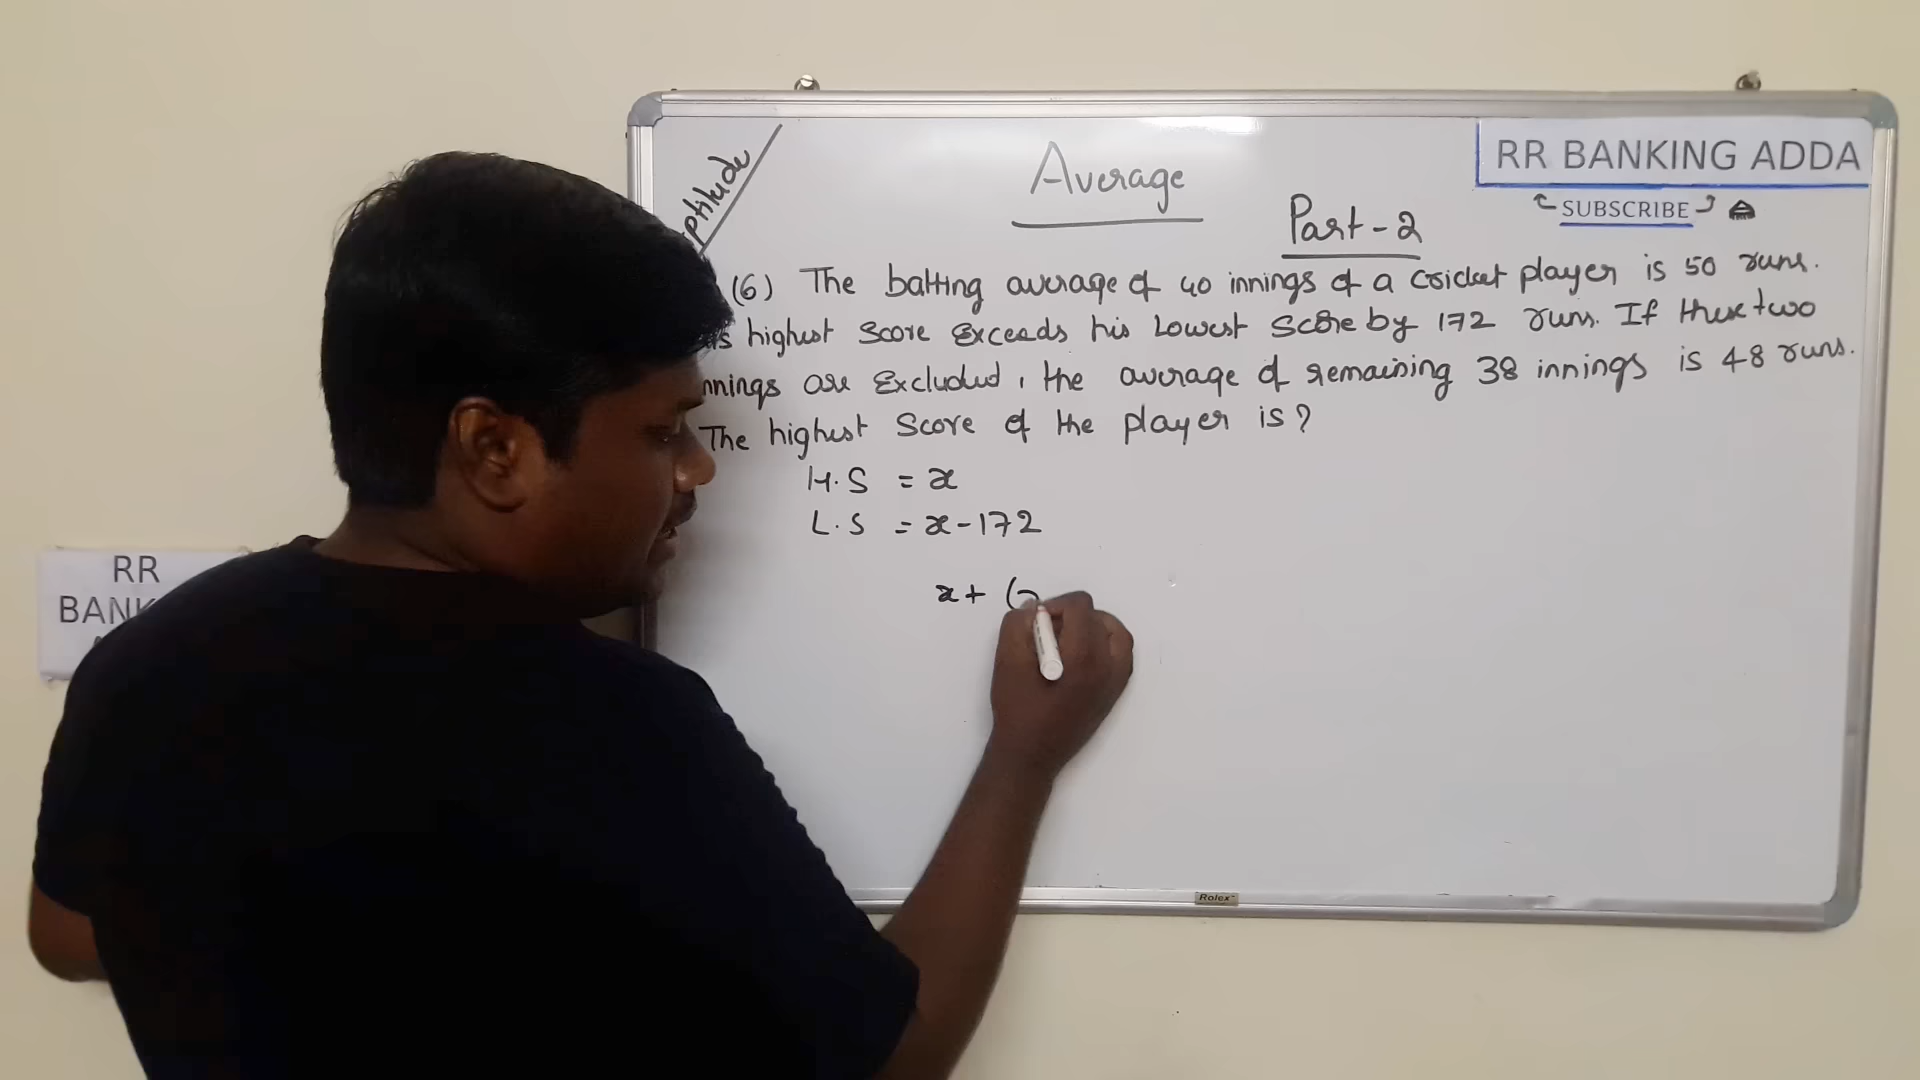 RR BANKING ADDA
SUBSCRIBE
Average
Part-2
(6) The batting average of 40 innings of a cricket player is 50 runs.
highest Score Exceeds his Lowest Score by 172 runs. If these two
innings are Excluded, the average of remaining 38 innings is 48 runs.
The highest Score of the player is?
H.S = x
L.S = x-172
x+ (
RR
Rolex